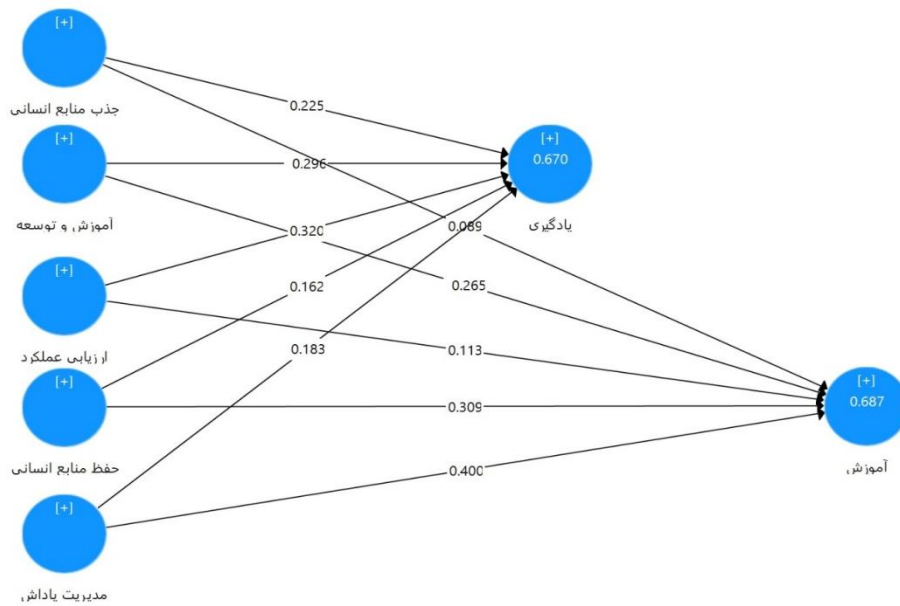 [+]
جذب منابع انسانی
[+]
آموزش و توسعه
[+]
ارزیابی عملکرد
[+]
حفظ منابع انسانی
[+]
مدیریت پاداش
0.225
0.296
0.320
0.162
0.183
0.089
0.265
0.113
0.309
0.400
[+]
0.670
یادگیری
[+]
0.687
آموزش